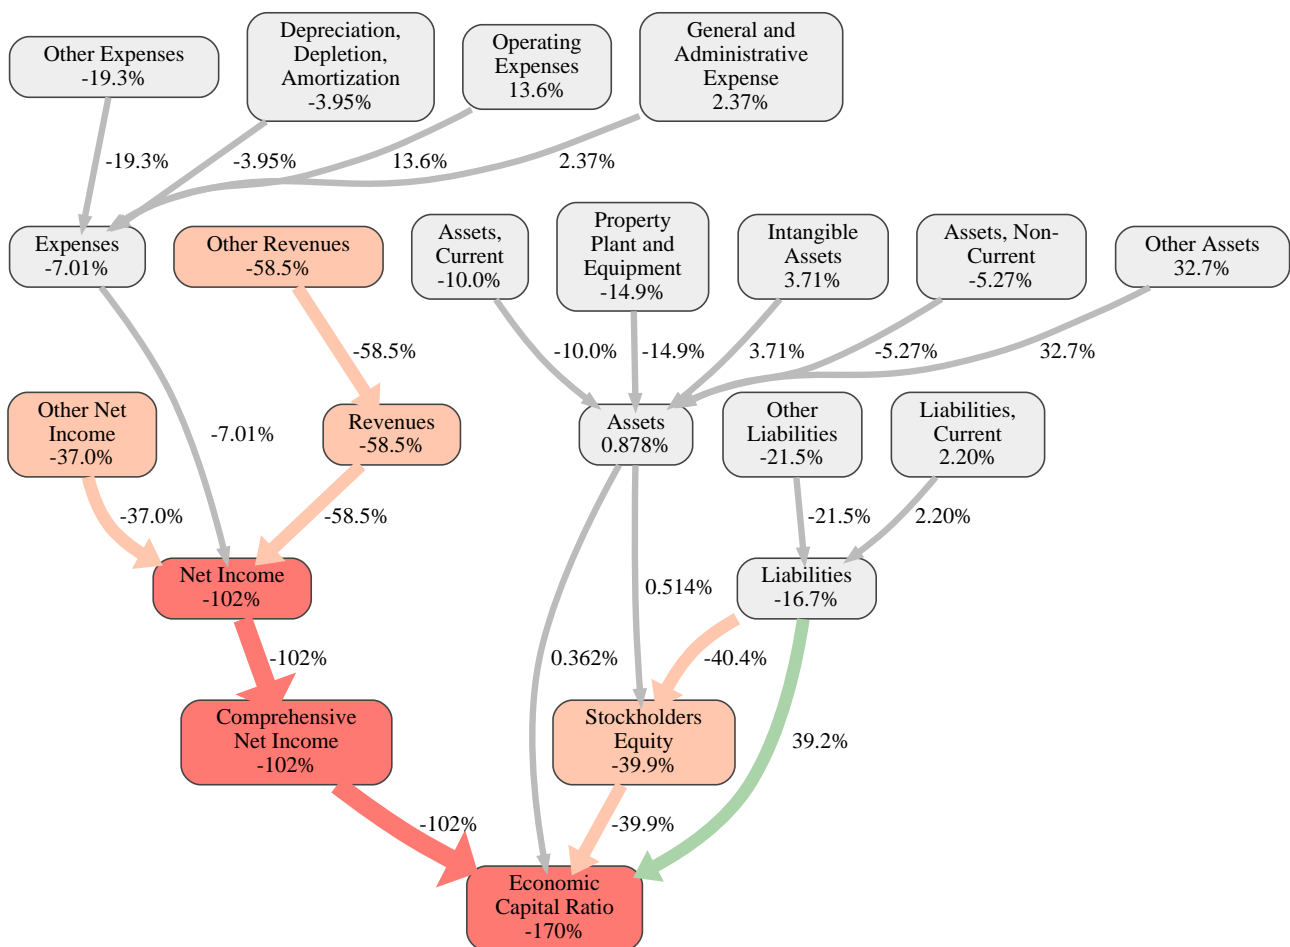 Other Expenses
-19.3%
Depreciation,
Depletion,
Amortization
-3.95%
Operating
Expenses
13.6%
General and
Administrative
Expense
2.37%
-19.3%
-3.95%
13.6%
2.37%
Expenses
-7.01%
Other Revenues
-58.5%
Assets,
Current
-10.0%
Property
Plant and
Equipment
-14.9%
Intangible
Assets
3.71%
Assets, Non-
Current
-5.27%
Other Assets
32.7%
-58.5%
-10.0%
-14.9%
3.71%
-5.27%
32.7%
Other Net
Income
-37.0%
-7.01%
Revenues
-58.5%
Assets
0.878%
Other
Liabilities
-21.5%
Liabilities,
Current
2.20%
-37.0%
-58.5%
-21.5%
2.20%
Net Income
-102%
0.514%
Liabilities
-16.7%
-102%
0.362%
-40.4%
Comprehensive
Net Income
-102%
Stockholders
Equity
-39.9%
39.2%
-102%
-39.9%
Economic
Capital Ratio
-170%